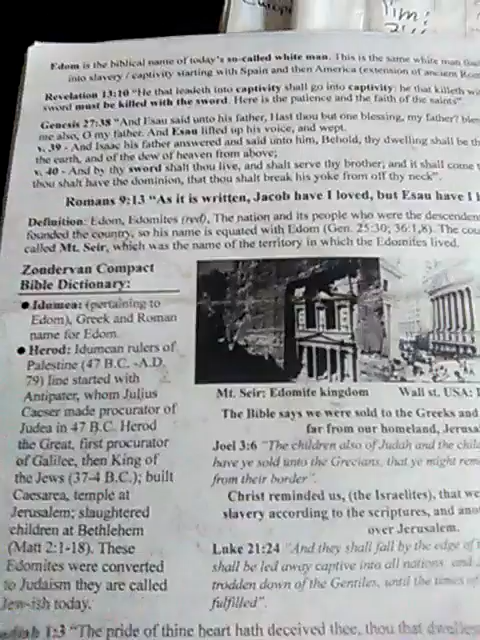 Edom is the biblical name of today's so-called white man. This is the same white man
into slavery / captivity starting with Spain and then America (extension of ancient
Revelation 13:10 "He that leadeth into captivity shall go into captivity: he that killeth
sword must be killed with the sword. Here is the patience and the faith of the saints"
Genesis 27:38 "And Esau said unto his father, Hast thou but one blessing, my father?
me also, O my father. And Esau lifted up his voice, and wept.
v. 39 - And Isaac his father answered and said unto him, Behold, thy dwelling shall be
the earth, and of the dew of heaven from above;
v. 40 - And by thy sword shalt thou live, and shalt serve thy brother; and it shall come
thou shalt have the dominion, that thou shalt break his yoke from off thy neck".
Romans 9:13 "As it is written, Jacob have I loved, but Esau have I
Definition: Edom, Edomites (red), The nation and its people who were the
founded the country, so his name is equated with Edom (Gen. 25:30; 36:1,8). The
called Mt. Seir, which was the name of the territory in which the Edomites lived.
Zondervan Compact
Bible Dictionary:
● Idumea: (pertaining to
Edom), Greek and Roman
name for Edom.
● Herod: Idumean rulers of
Palestine (47 B.C. -A.D.
79) line started with
Antipater, whom Julius
Caeser made procurator of
Judea in 47 B.C. Herod
the Great, first procurator
of Galilee, then King of
the Jews (37-4 B.C.); built
Caesarea, temple at
Jerusalem; slaughtered
children at Bethlehem
(Matt 2:1-18). These
Edomites were converted
to Judaism they are called
Jew-ish today.
Mt. Seir: Edomite kingdom Wall st. USA:
The Bible says we were sold to the Greeks and
far from our homeland,
Joel 3:6 "The children also of Judah and the
have ye sold unto the Grecians, that ye might
from their border".
Christ reminded us, (the Israelites), that we
slavery according to the scriptures, and
over Jerusalem.
Luke 21:24 "And they shall fall by the edge of
shall be led away captive into all nations: and
trodden down of the Gentiles, until the times of
fulfilled".
1:3 "The pride of thine heart hath deceived thee, thou that